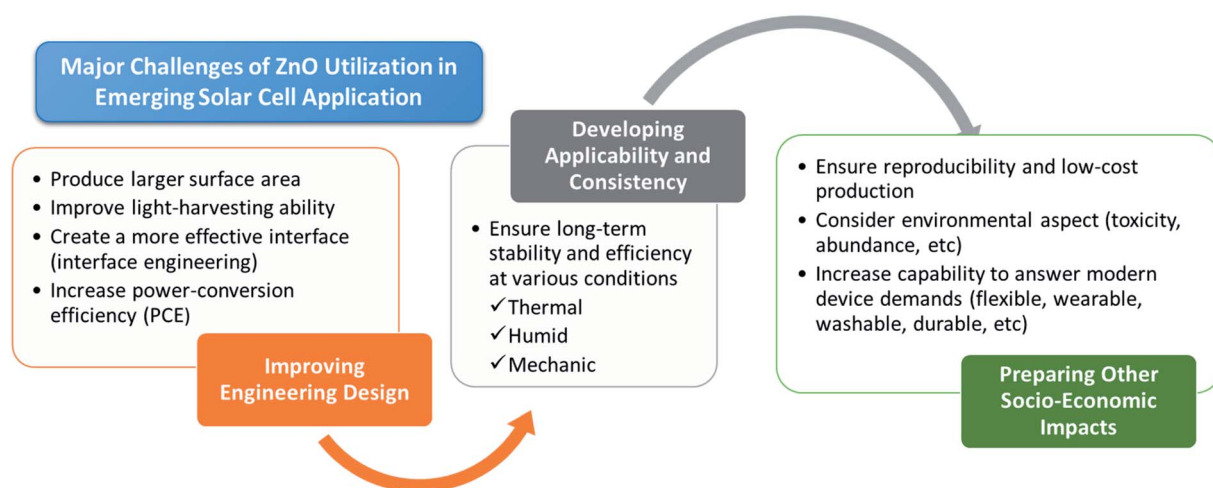 Major Challenges of ZnO Utilization in
Emerging Solar Cell Application
• Produce larger surface area
• Improve light-harvesting ability
• Create a more effective interface
(interface engineering)
• Increase power-conversion
efficiency (PCE)
Improving
Engineering Design
Developing
Applicability and
Consistency
• Ensure long-term
stability and efficiency
at various conditions
✓Thermal
✓Humid
✓Mechanic
• Ensure reproducibility and low-cost
production
• Consider environmental aspect (toxicity,
abundance, etc)
• Increase capability to answer modern
device demands (flexible, wearable,
washable, durable, etc)
Preparing Other
Socio-Economic
Impacts